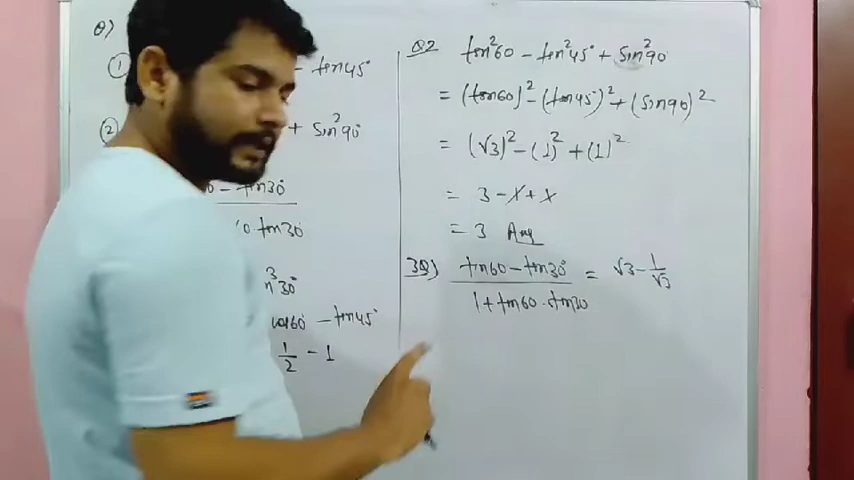 Q)
① - tan45°
② + sin²90°
- tan30°
tan30°
³30°
cos60° - tan45°
1/2 - 1
Q2 tan²60 - tan²45° + sin²90
= (tan60)² - (tan45°)² + (sin90)²
= (√3)² - (1)² + (1)²
= 3 - 1 + 1
= 3 Ans
3Q) tan60 - tan30° / 1 + tan60 · tan30 = √3 - 1/√3